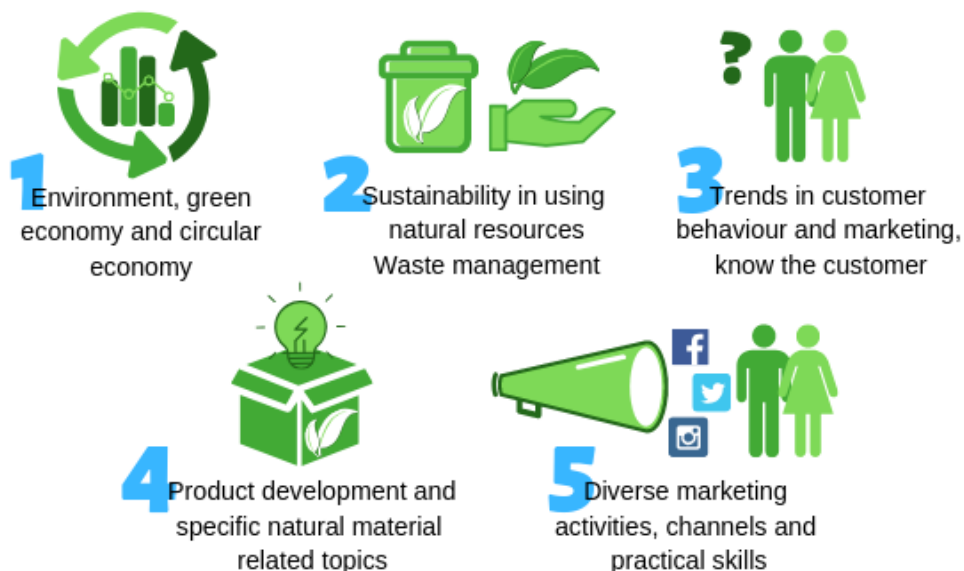 ?
1
Environment, green
economy and circular
economy
2
Sustainability in using
natural resources
Waste management
3
Trends in customer
behaviour and marketing,
know the customer
4
Product development and
specific natural material
related topics
f
5
Diverse marketing
activities, channels and
practical skills